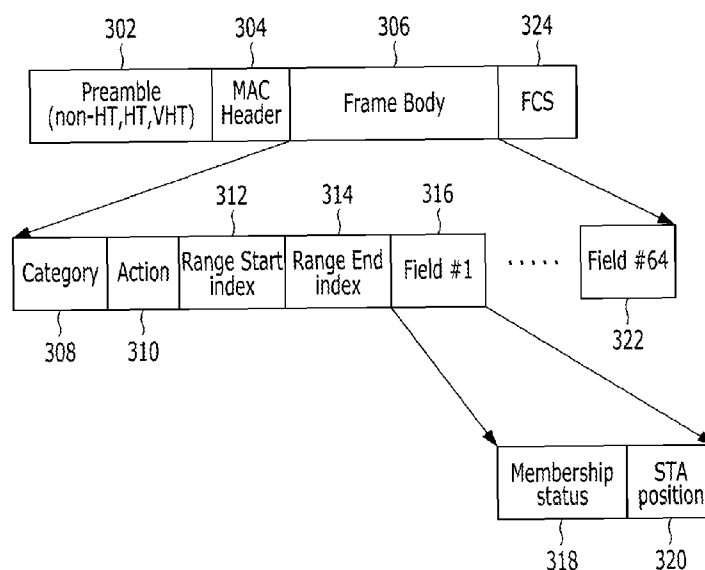 302 304 306 324
Preamble
(non-HT,HT,VHT)
MAC
Header
Frame Body
FCS
312 314 316
Category
Action
Range Start
index
Range End
index
Field #1
.....
Field #64
308 310 322
Membership
status
STA
position
318 320